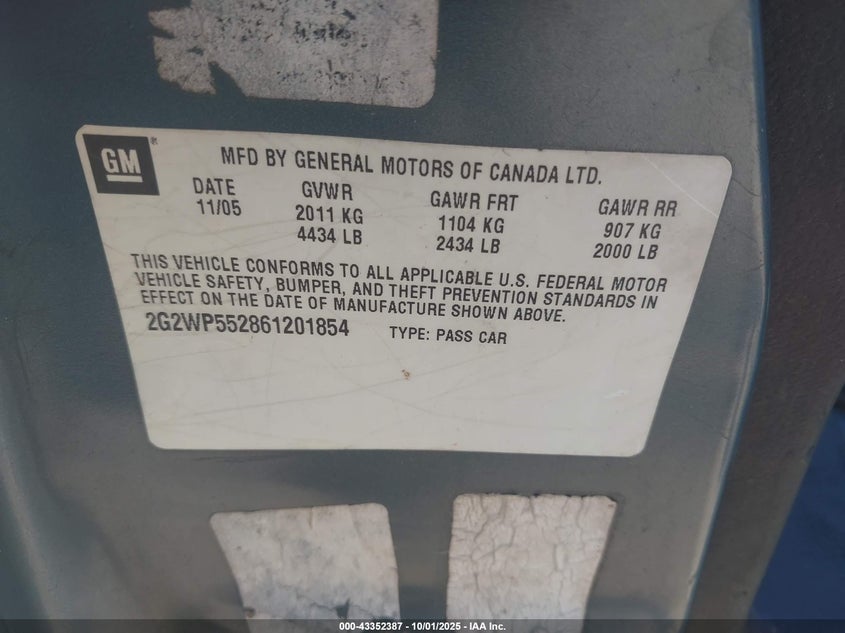 GM®
MFD BY GENERAL MOTORS OF CANADA LTD.
DATE GVWR GAWR FRT GAWR RR
11/05 2011 KG 1104 KG 907 KG
4434 LB 2434 LB 2000 LB
THIS VEHICLE CONFORMS TO ALL APPLICABLE U.S. FEDERAL MOTOR
VEHICLE SAFETY, BUMPER, AND THEFT PREVENTION STANDARDS IN
EFFECT ON THE DATE OF MANUFACTURE SHOWN ABOVE.
2G2WP552861201854 TYPE: PASS CAR
000-43352387 - 10/01/2025 - IAA Inc.